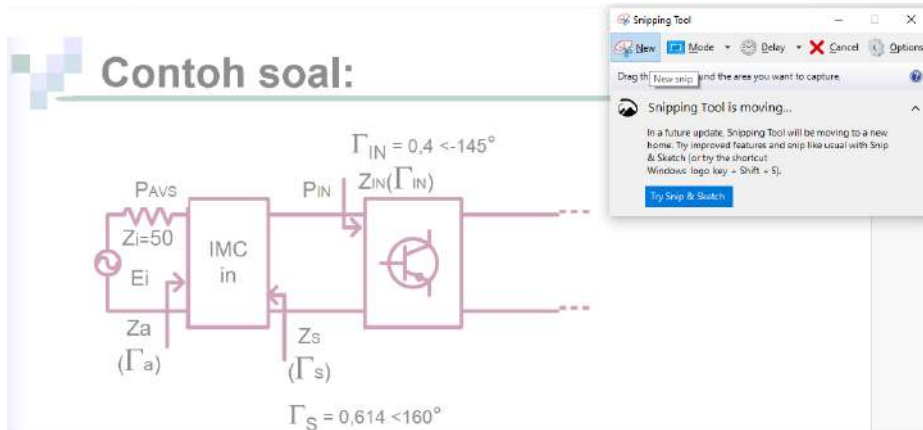 Contoh soal:
ΓIN = 0,4 <-145°
PAVS
PIN
ZIN(ΓIN)
Zi=50
Ei
IMC
in
Za
(Γa)
Zs
(Γs)
ΓS = 0,614 <160°
Snipping Tool
New Mode Delay Cancel Options
Drag th New snip und the area you want to capture.
Snipping Tool is moving...
In a future update, Snipping Tool will be moving to a new
home. Try improved features and snip like usual with Snip
& Sketch (or try the shortcut
Windows logo key + Shift + S).
Try Snip & Sketch